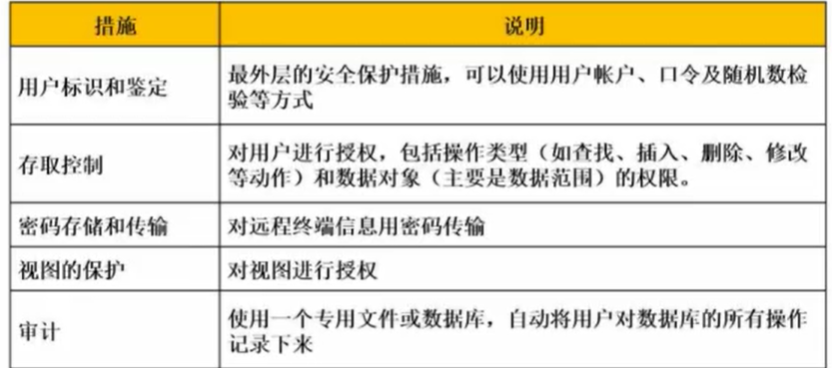 措施
说明
用户标识和鉴定
最外层的安全保护措施，可以使用用户帐户、口令及随机数检
验等方式
存取控制
对用户进行授权，包括操作类型（如查找、插入、删除、修改
等动作）和数据对象（主要是数据范围）的权限。
密码存储和传输
对远程终端信息用密码传输
视图的保护
对视图进行授权
审计
使用一个专用文件或数据库，自动将用户对数据库的所有操作
记录下来